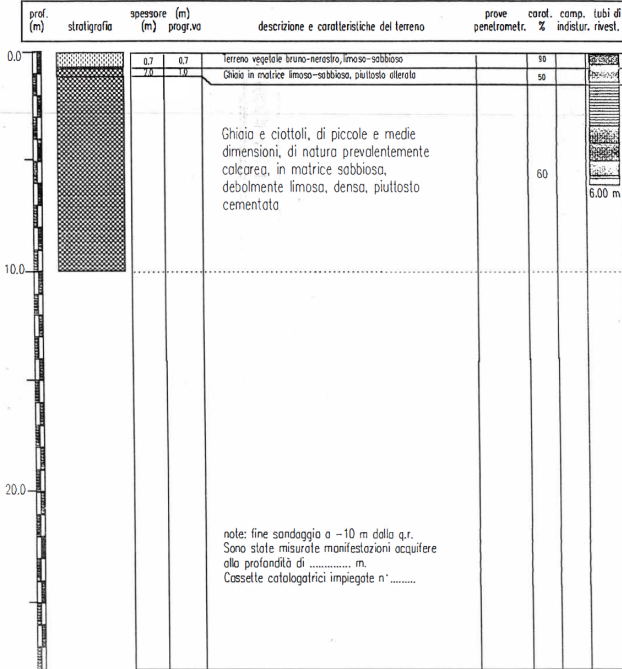 prof. (m) stratigrafia spessore (m) (m) progr.va descrizione e caratteristiche del terreno prove penetrometr. carot. % camp. indistur. tubi di rivest.
0.0 0.7 0.7 Terreno vegetale bruno-nerastro, limoso-sabbioso 90
1.0 Ghiaia in matrice limoso-sabbiosa, piuttosto alterata 50
Ghiaia e ciottoli, di piccole e medie
dimensioni, di natura prevalentemente
calcarea, in matrice sabbiosa,
debolmente limosa, densa, piuttosto
cementata
60
6.00 m
10.0
20.0
note: fine sondaggio a -10 m dalla q.r.
Sono state misurate manifestazioni acquifere
alla profondità di .............. m.
Cassette catalogatrici impiegate n° .........